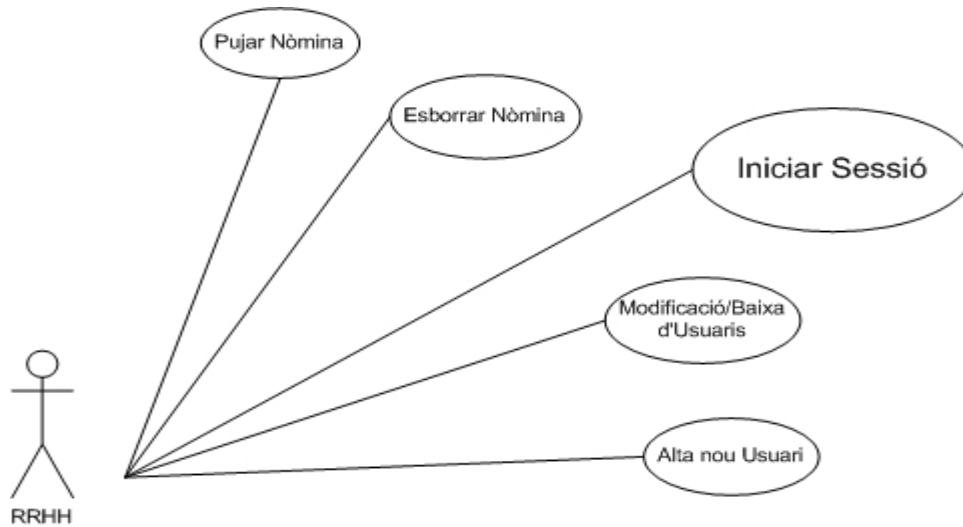 Pujar Nòmina
Esborrar Nòmina
Iniciar Sessió
Modificació/Baixa
d'Usuaris
Alta nou Usuari
RRHH